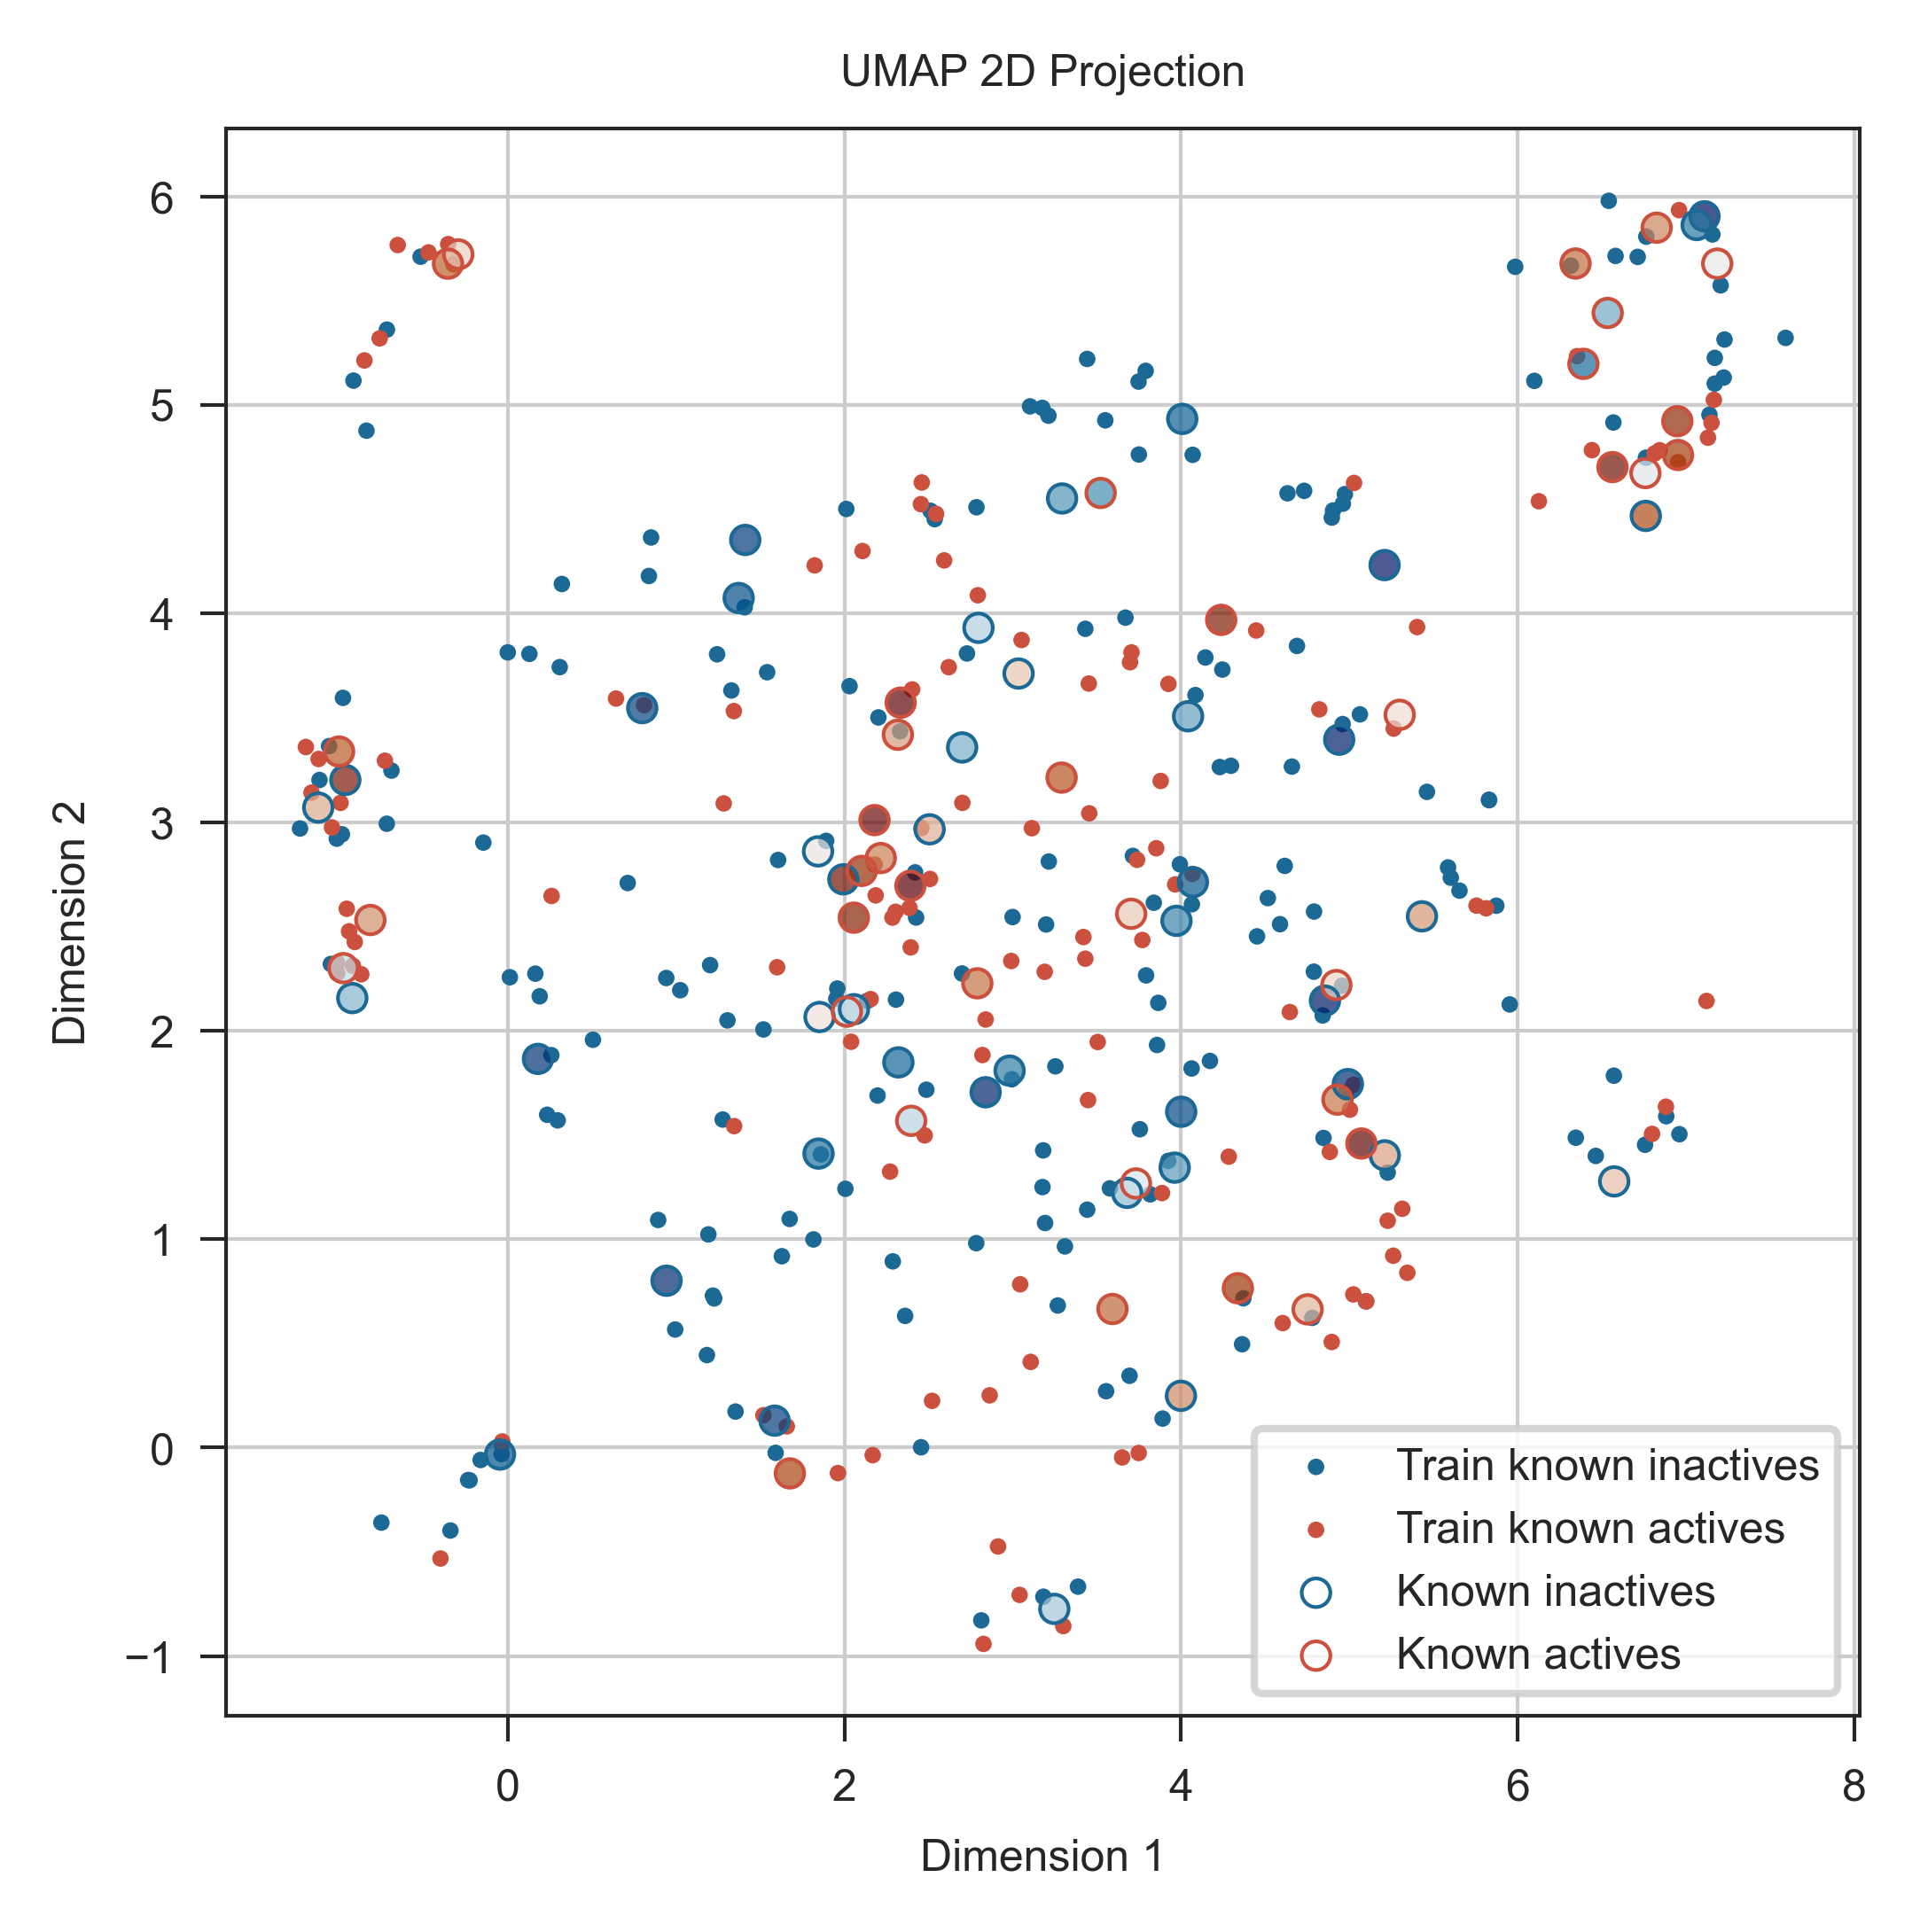 UMAP 2D Projection
6
5
4
3
2
1
0
−1
Dimension 2
Train known inactives
Train known actives
Known inactives
Known actives
0 2 4 6 8
Dimension 1